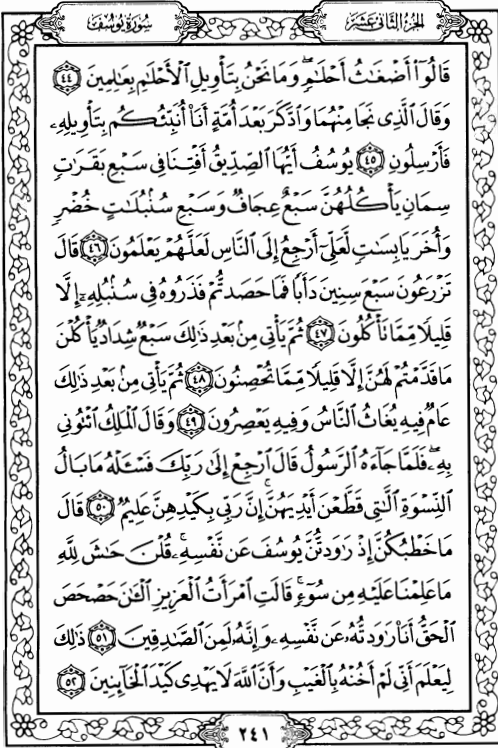 الجزء الثاني عشر
سورة يوسف
قَالُوٓا۟ أَضْغَـٰثُ أَحْلَـٰمٍ ۖ وَمَا نَحْنُ بِتَأْوِيلِ ٱلْأَحْلَـٰمِ بِعَـٰلِمِينَ ٤٤
وَقَالَ ٱلَّذِى نَجَا مِنْهُمَا وَٱدَّكَرَ بَعْدَ أُمَّةٍ أَنَا۠ أُنَبِّئُكُم بِتَأْوِيلِهِۦ
فَأَرْسِلُونِ ٤٥ يُوسُفُ أَيُّهَا ٱلصِّدِّيقُ أَفْتِنَا فِى سَبْعِ بَقَرَٰتٍ
سِمَانٍ يَأْكُلُهُنَّ سَبْعٌ عِجَافٌ وَسَبْعِ سُنۢبُلَـٰتٍ خُضْرٍ
وَأُخَرَ يَابِسَـٰتٍ لَّعَلِّىٓ أَرْجِعُ إِلَى ٱلنَّاسِ لَعَلَّهُمْ يَعْلَمُونَ ٤٦ قَالَ
تَزْرَعُونَ سَبْعَ سِنِينَ دَأَبًا فَمَا حَصَدتُّمْ فَذَرُوهُ فِى سُنۢبُلِهِۦٓ إِلَّا
قَلِيلًا مِّمَّا تَأْكُلُونَ ٤٧ ثُمَّ يَأْتِى مِنۢ بَعْدِ ذَٰلِكَ سَبْعٌ شِدَادٌ يَأْكُلْنَ
مَا قَدَّمْتُمْ لَهُنَّ إِلَّا قَلِيلًا مِّمَّا تُحْصِنُونَ ٤٨ ثُمَّ يَأْتِى مِنۢ بَعْدِ ذَٰلِكَ
عَامٌ فِيهِ يُغَاثُ ٱلنَّاسُ وَفِيهِ يَعْصِرُونَ ٤٩ وَقَالَ ٱلْمَلِكُ ٱئْتُونِى
بِهِۦ ۖ فَلَمَّا جَآءَهُ ٱلرَّسُولُ قَالَ ٱرْجِعْ إِلَىٰ رَبِّكَ فَسْـَٔلْهُ مَا بَالُ
ٱلنِّسْوَةِ ٱلَّـٰتِى قَطَّعْنَ أَيْدِيَهُنَّ ۚ إِنَّ رَبِّى بِكَيْدِهِنَّ عَلِيمٌ ٥٠ قَالَ
مَا خَطْبُكُنَّ إِذْ رَٰوَدتُّنَّ يُوسُفَ عَن نَّفْسِهِۦ ۚ قُلْنَ حَـٰشَ لِلَّهِ
مَا عَلِمْنَا عَلَيْهِ مِن سُوٓءٍ ۚ قَالَتِ ٱمْرَأَتُ ٱلْعَزِيزِ ٱلْـَٔـٰنَ حَصْحَصَ
ٱلْحَقُّ أَنَا۠ رَٰوَدتُّهُۥ عَن نَّفْسِهِۦ وَإِنَّهُۥ لَمِنَ ٱلصَّـٰدِقِينَ ٥١ ذَٰلِكَ
لِيَعْلَمَ أَنِّى لَمْ أَخُنْهُ بِٱلْغَيْبِ وَأَنَّ ٱللَّهَ لَا يَهْدِى كَيْدَ ٱلْخَآئِنِينَ ٥٢
٢٤١